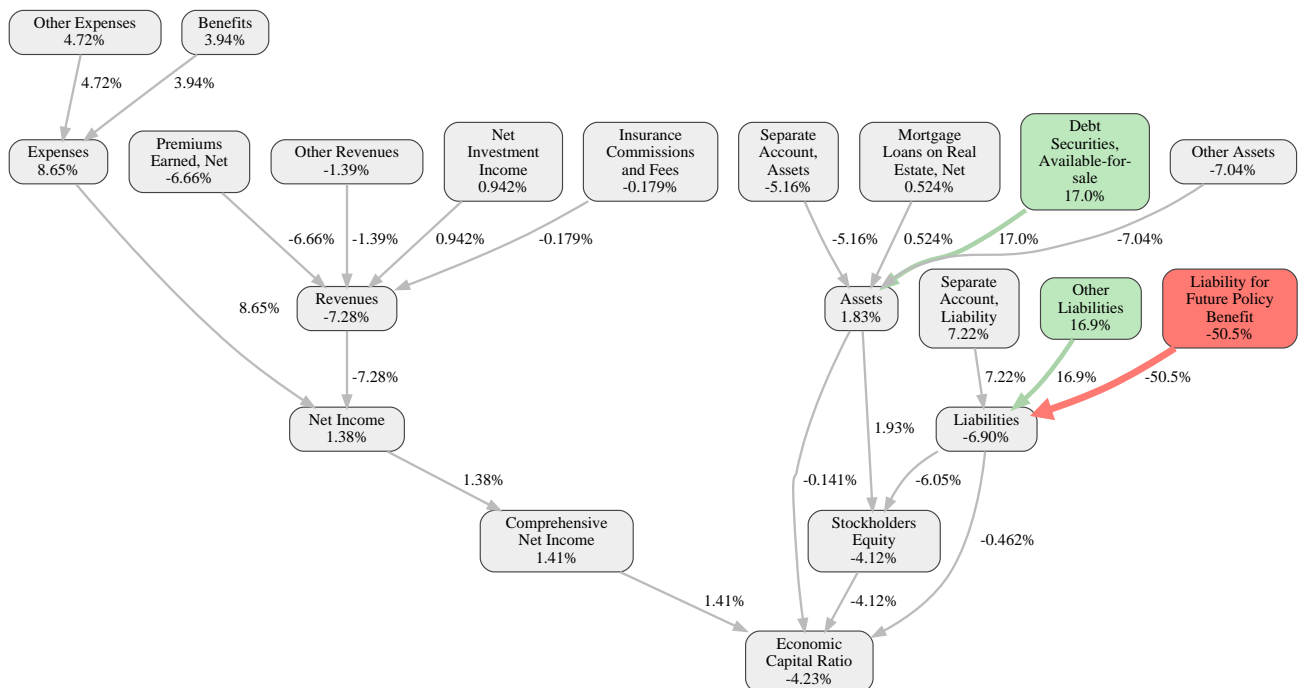 Other Expenses
4.72%
Benefits
3.94%
4.72%
3.94%
Expenses
8.65%
Premiums
Earned, Net
-6.66%
Other Revenues
-1.39%
Net
Investment
Income
0.942%
Insurance
Commissions
and Fees
-0.179%
Separate
Account,
Assets
-5.16%
Mortgage
Loans on Real
Estate, Net
0.524%
Debt
Securities,
Available-for-
sale
17.0%
Other Assets
-7.04%
-6.66%
-1.39%
0.942%
-0.179%
-5.16%
0.524%
17.0%
-7.04%
8.65%
Revenues
-7.28%
Assets
1.83%
Separate
Account,
Liability
7.22%
Other
Liabilities
16.9%
Liability for
Future Policy
Benefit
-50.5%
-7.28%
7.22%
16.9%
-50.5%
Net Income
1.38%
1.93%
Liabilities
-6.90%
1.38%
-0.141%
-6.05%
Comprehensive
Net Income
1.41%
Stockholders
Equity
-4.12%
-0.462%
1.41%
-4.12%
Economic
Capital Ratio
-4.23%